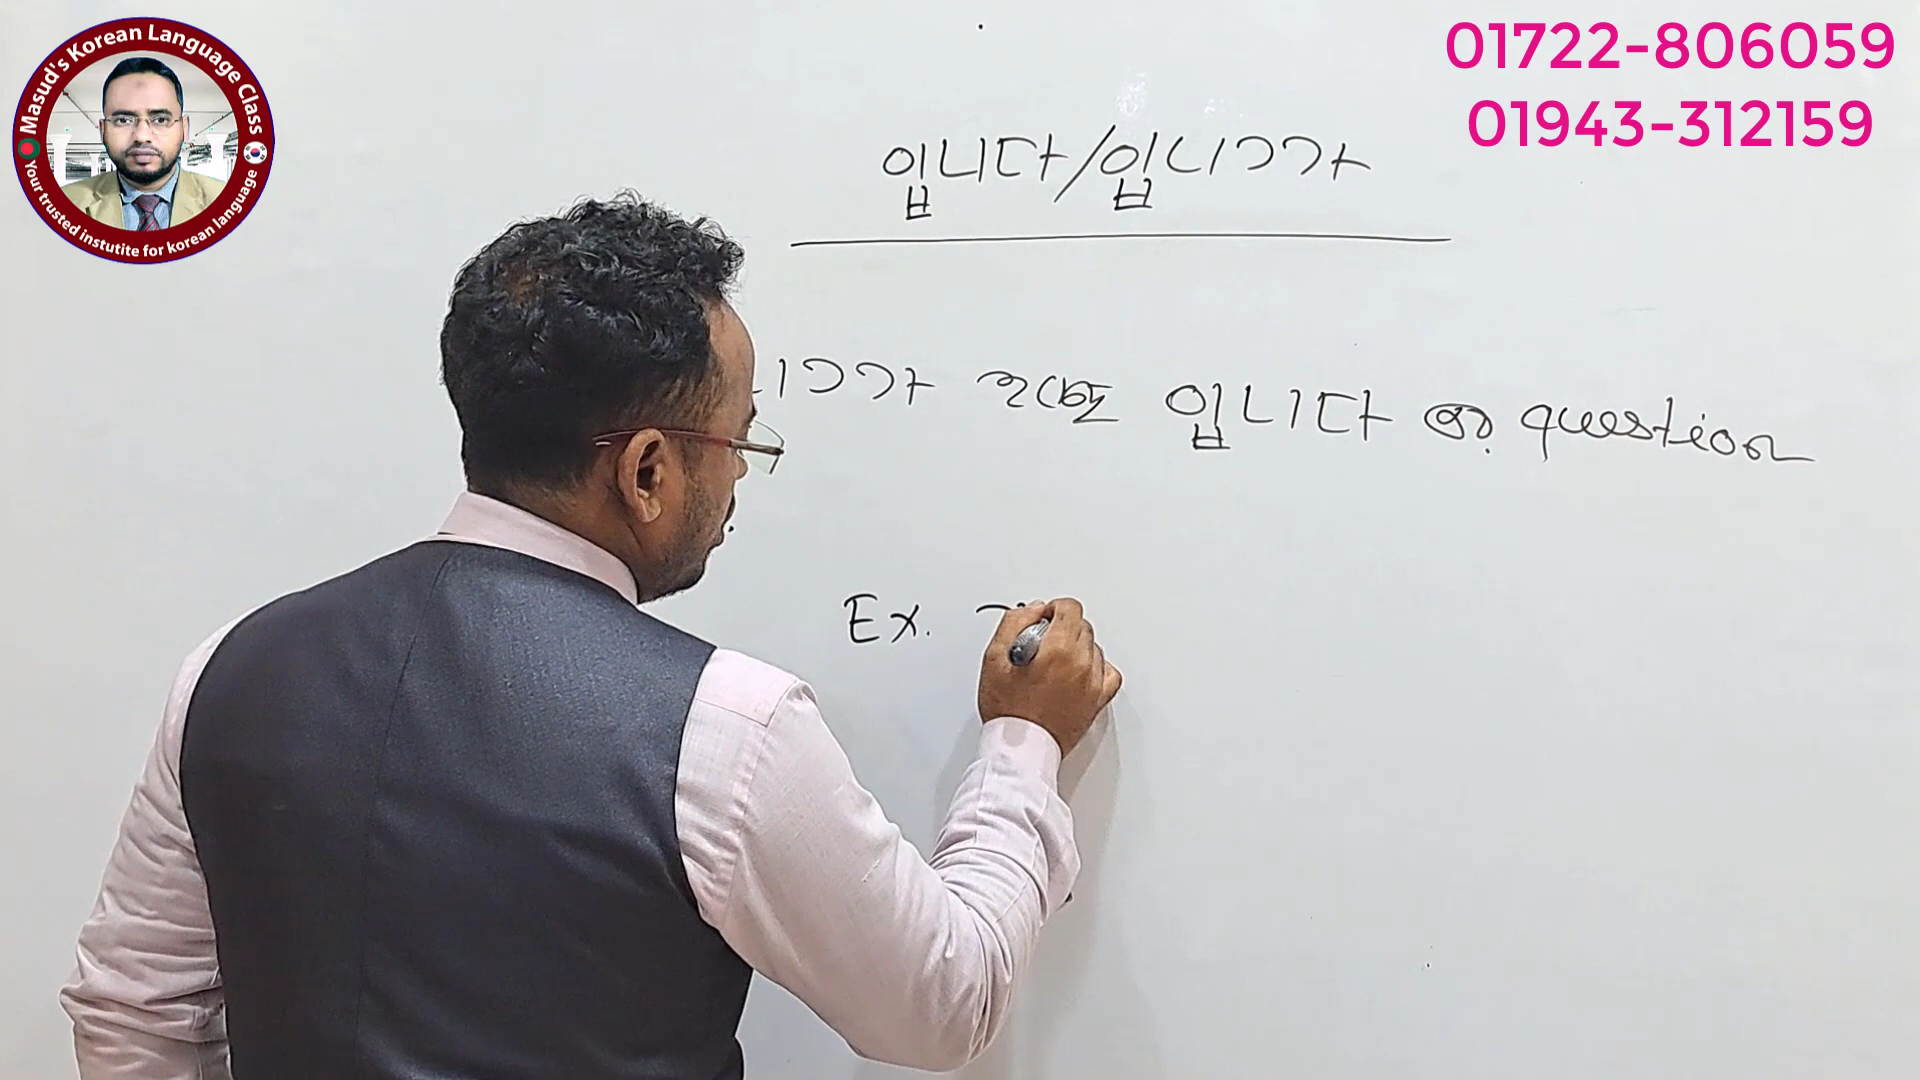 Masud's Korean Language Class
Your trusted instutite for korean language
01722-806059
01943-312159
입니다/입니까
니까 হচ্ছে 입니다 এর question
Ex.